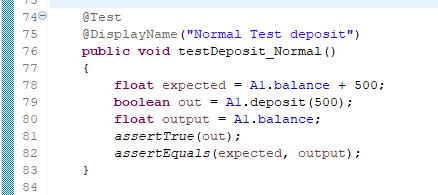 74 @Test
75 @DisplayName("Normal Test deposit")
76 public void testDeposit_Normal()
77 {
78 float expected = A1.balance + 500;
79 boolean out = A1.deposit(500);
80 float output = A1.balance;
81 assertTrue(out);
82 assertEquals(expected, output);
83 }
84